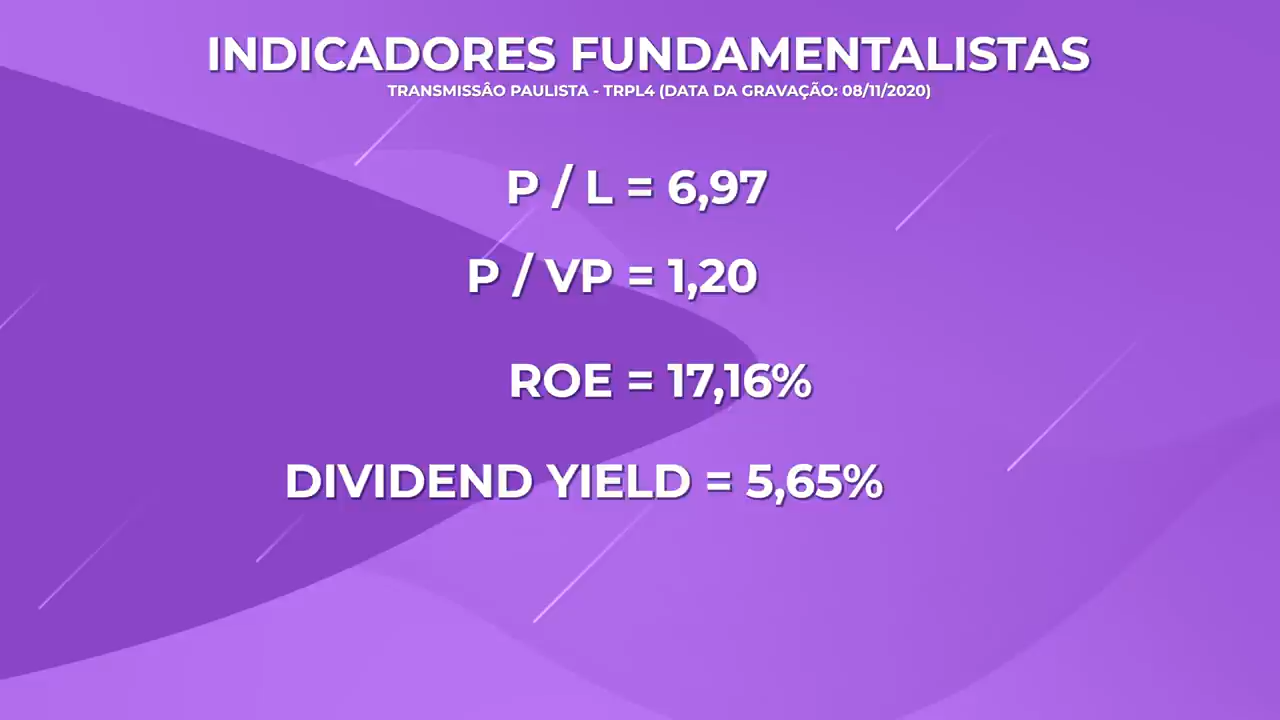 INDICADORES FUNDAMENTALISTAS
TRANSMISSÂO PAULISTA - TRPL4 (DATA DA GRAVAÇÃO: 08/11/2020)
P / L = 6,97
P / VP = 1,20
ROE = 17,16%
DIVIDEND YIELD = 5,65%